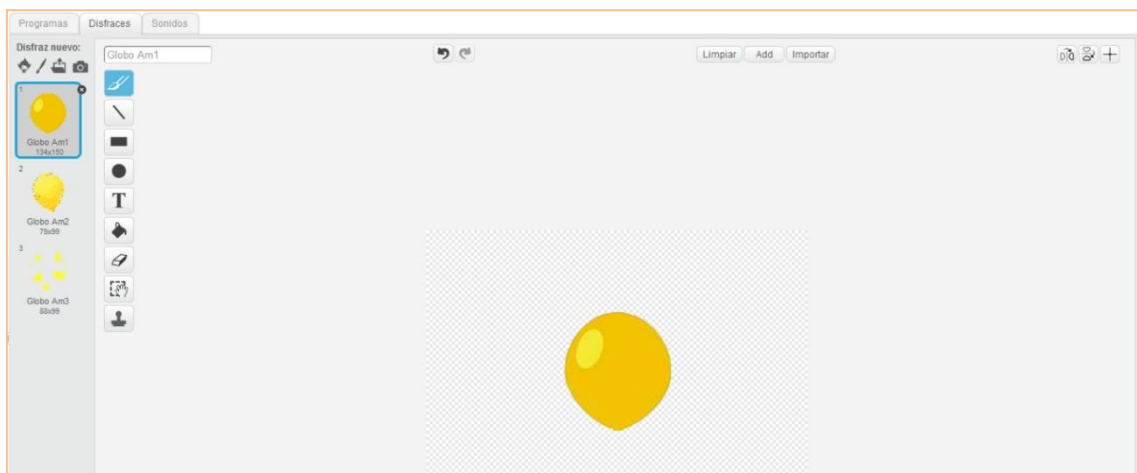 Programas Disfraces Sonidos
Disfraz nuevo:
Globo Am1
Limpiar Add Importar
1
Globo Am1
134x150
2
Globo Am2
79x99
3
Globo Am3
88x99
T